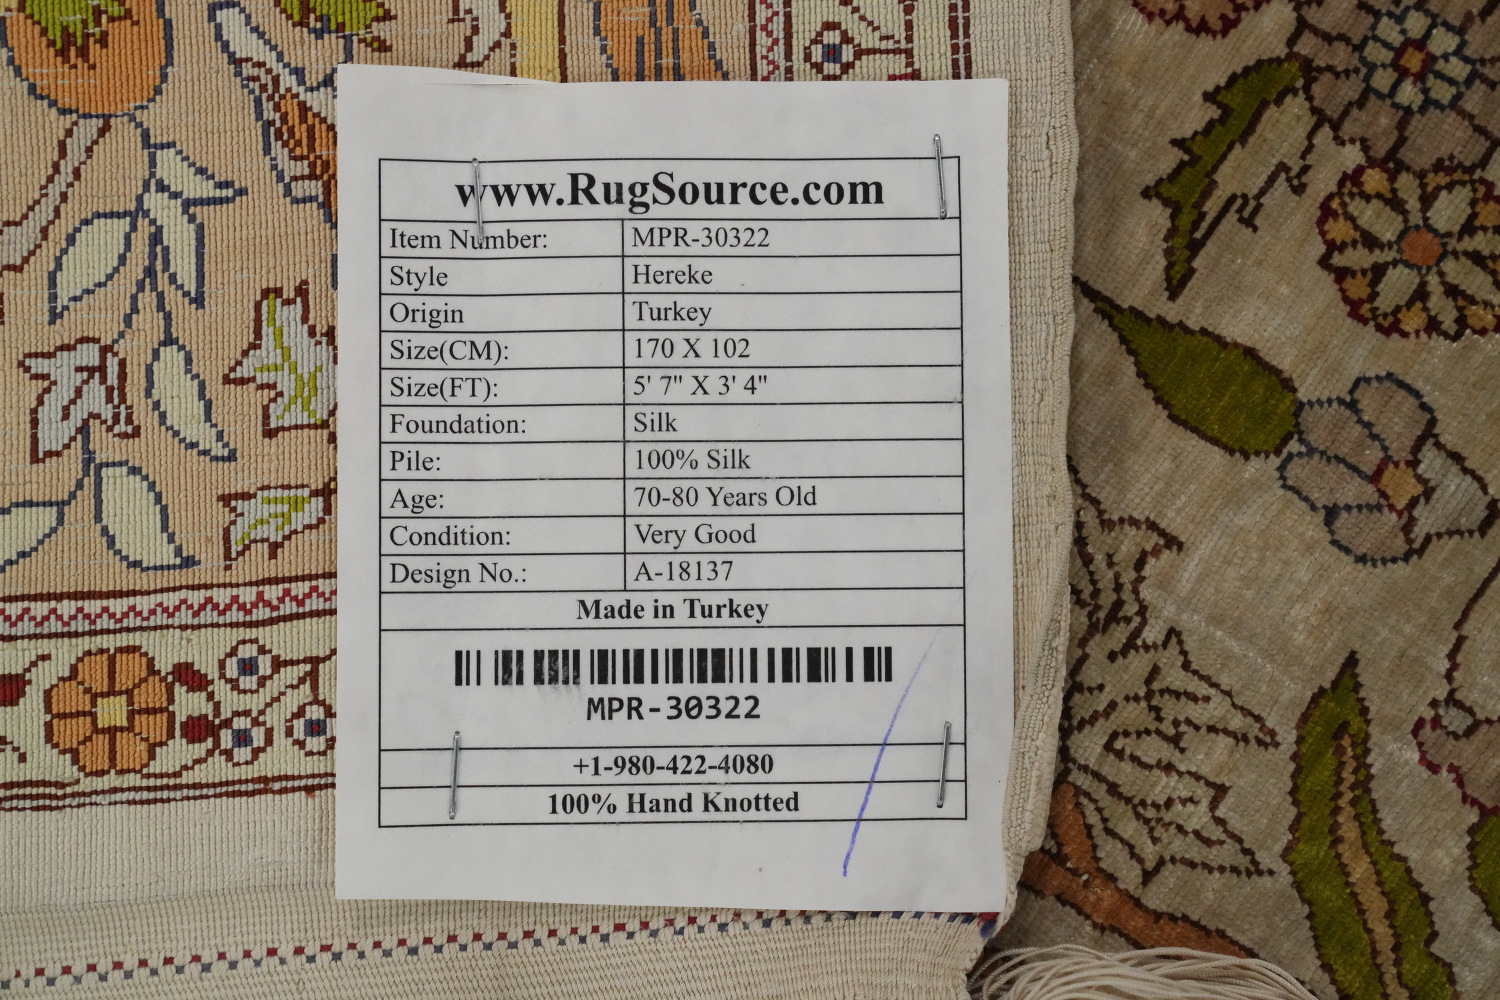 www.RugSource.com
Item Number: MPR-30322
Style Hereke
Origin Turkey
Size(CM): 170 X 102
Size(FT): 5' 7" X 3' 4"
Foundation: Silk
Pile: 100% Silk
Age: 70-80 Years Old
Condition: Very Good
Design No.: A-18137
Made in Turkey
MPR-30322
+1-980-422-4080
100% Hand Knotted